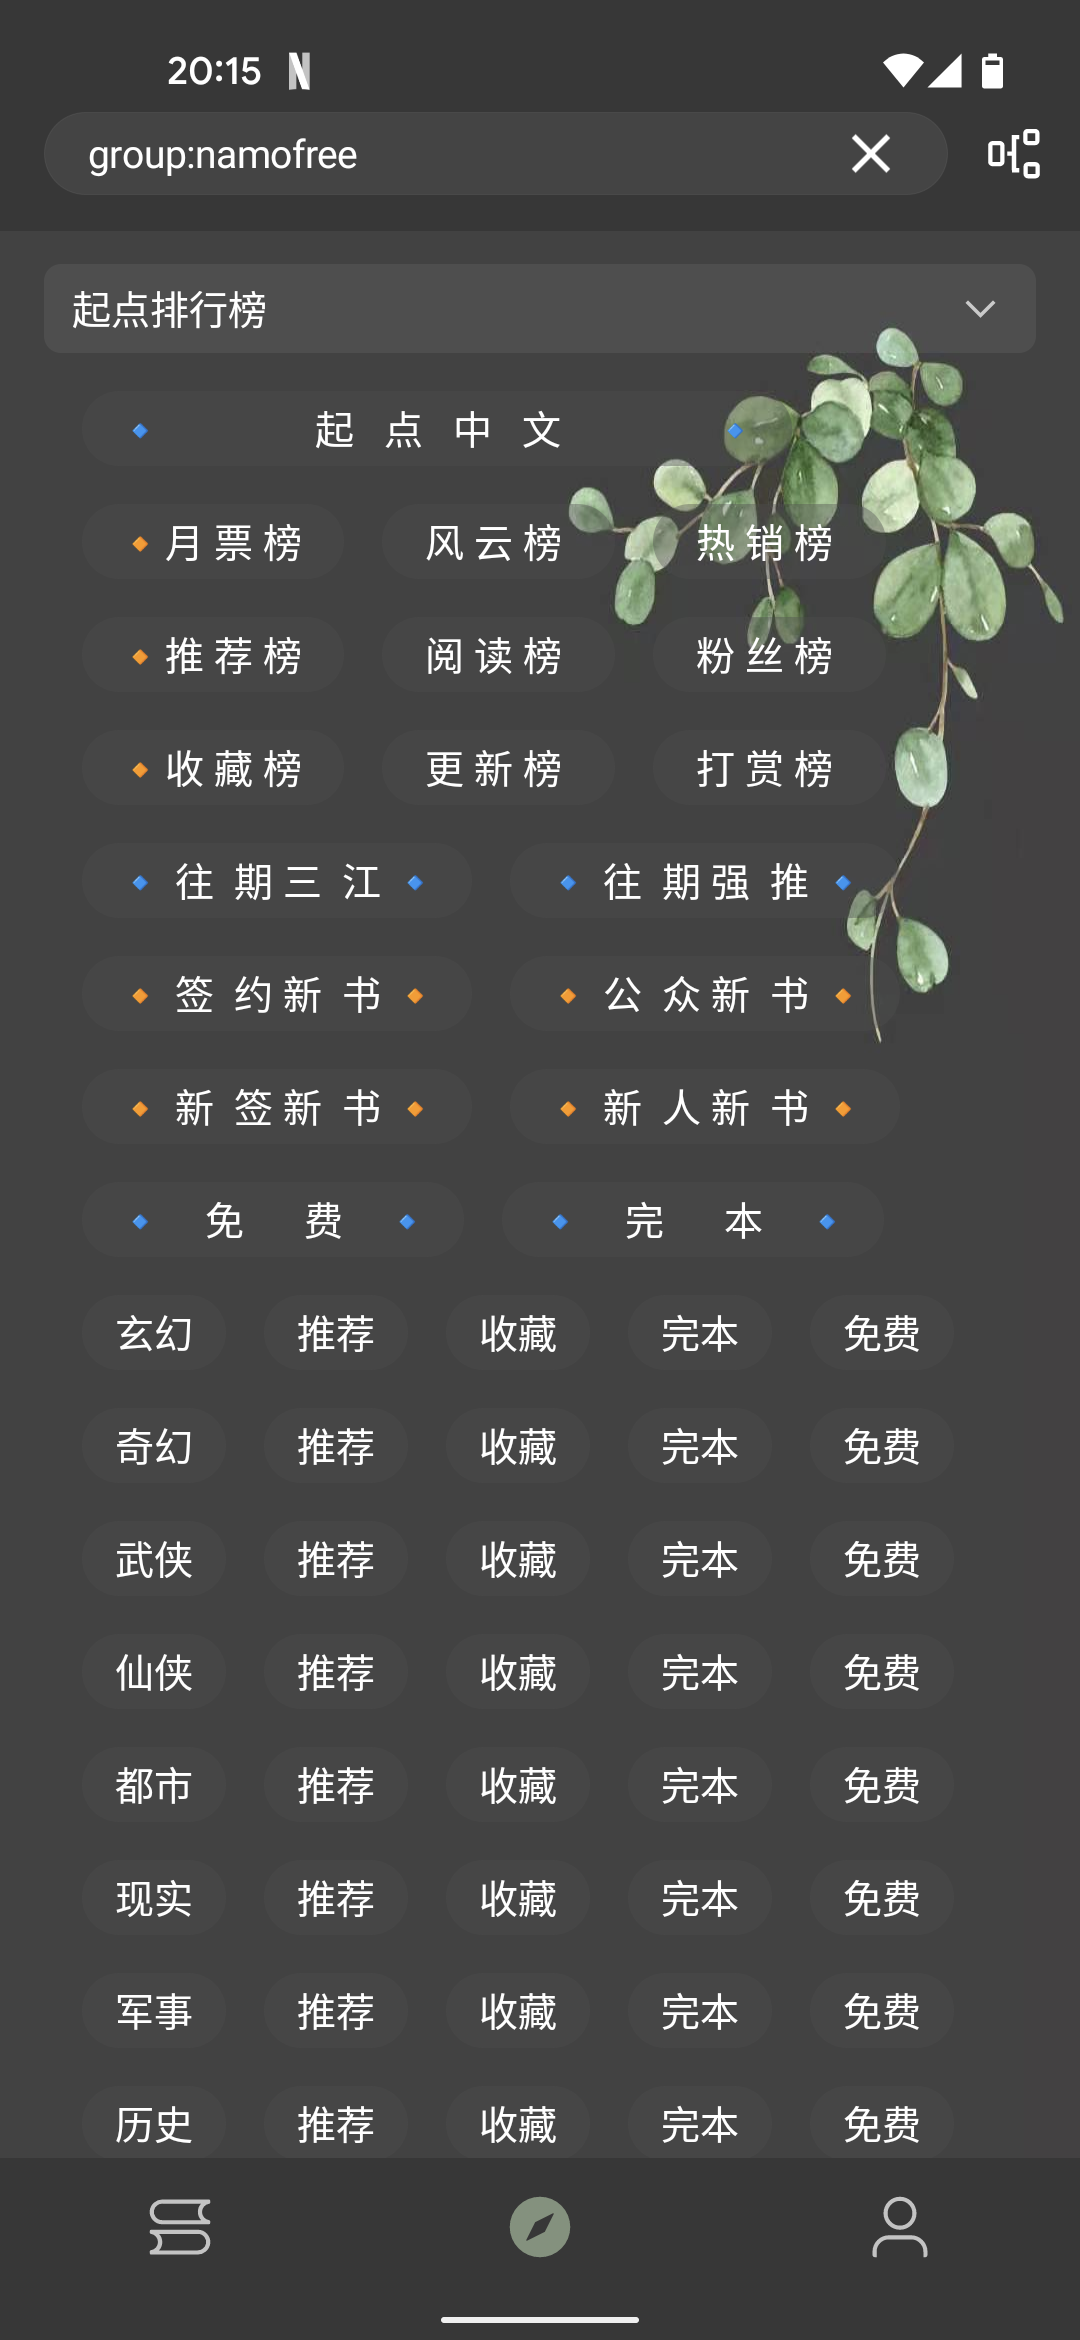 20:15
group:namofree
起点排行榜
🔹 起 点 中 文 🔹
🔸月 票 榜 风 云 榜 热 销 榜
🔸推 荐 榜 阅 读 榜 粉 丝 榜
🔸收 藏 榜 更 新 榜 打 赏 榜
🔹 往 期 三 江 🔹 🔹 往 期 强 推 🔹
🔸 签 约 新 书 🔸 🔸 公 众 新 书 🔸
🔸 新 签 新 书 🔸 🔸 新 人 新 书 🔸
🔹 免 费 🔹 🔹 完 本 🔹
玄幻 推荐 收藏 完本 免费
奇幻 推荐 收藏 完本 免费
武侠 推荐 收藏 完本 免费
仙侠 推荐 收藏 完本 免费
都市 推荐 收藏 完本 免费
现实 推荐 收藏 完本 免费
军事 推荐 收藏 完本 免费
历史 推荐 收藏 完本 免费